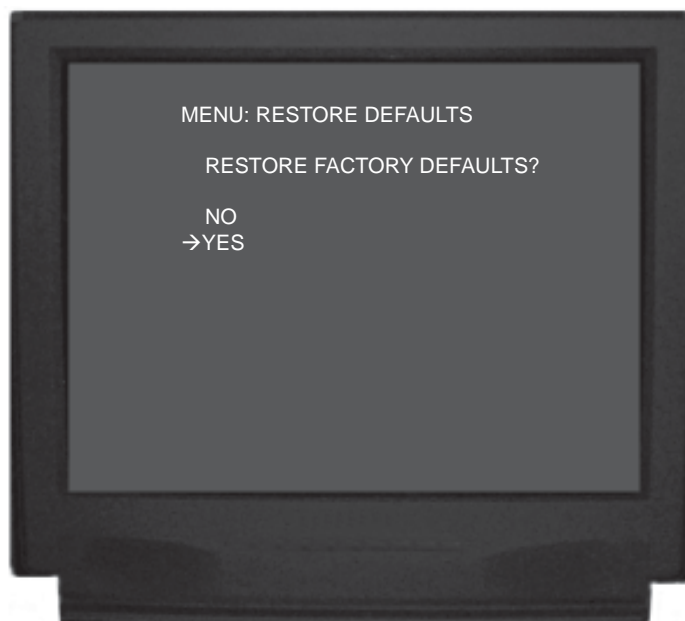 MENU: RESTORE DEFAULTS
RESTORE FACTORY DEFAULTS?
NO
→YES